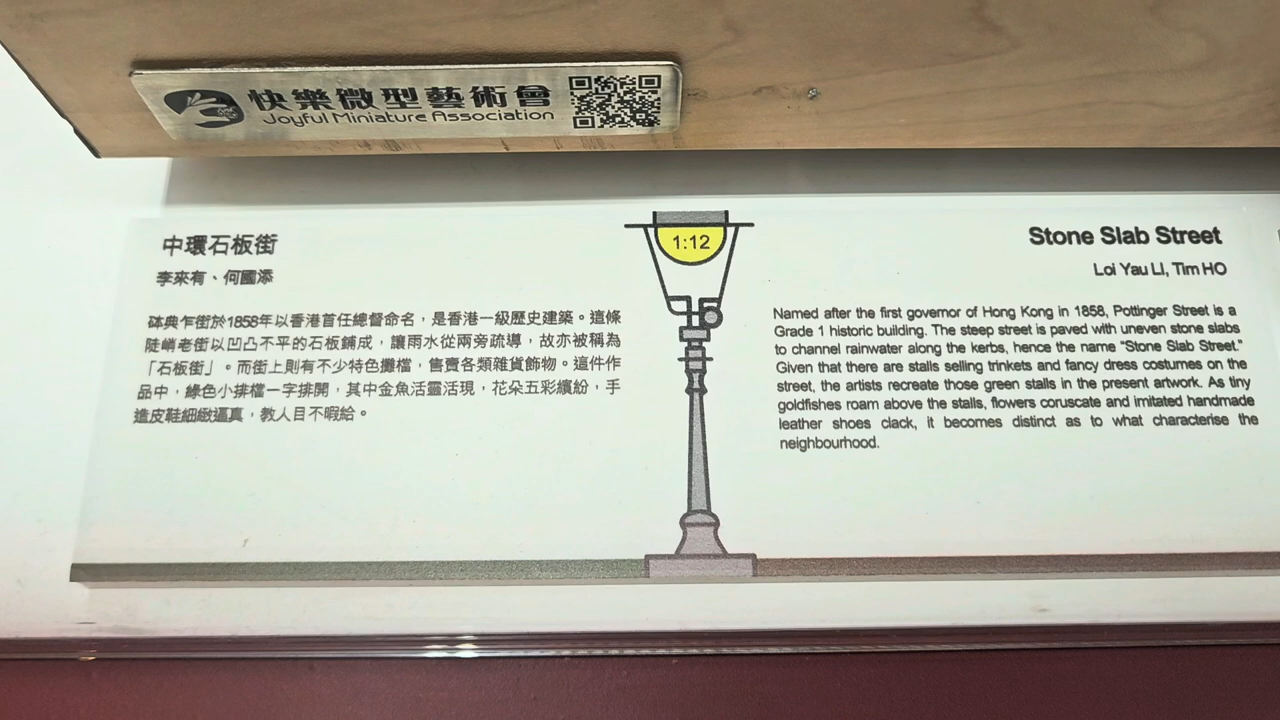 快樂微型藝術會
Joyful Miniature Association
中環石板街
李來有、何國添
砵典乍街於1858年以香港首任總督命名，是香港一級歷史建築。這條
陡峭老街以凹凸不平的石板鋪成，讓雨水從兩旁疏導，故亦被稱為
「石板街」。而街上則有不少特色攤檔，售賣各類雜貨飾物。這件作
品中，綠色小排檔一字排開，其中金魚活靈活現，花朵五彩繽紛，手
造皮鞋細緻逼真，教人目不暇給。
1:12
Stone Slab Street
Loi Yau LI, Tim HO
Named after the first governor of Hong Kong in 1858, Pottinger Street is a
Grade 1 historic building. The steep street is paved with uneven stone slabs
to channel rainwater along the kerbs, hence the name “Stone Slab Street.”
Given that there are stalls selling trinkets and fancy dress costumes on the
street, the artists recreate those green stalls in the present artwork. As tiny
goldfishes roam above the stalls, flowers coruscate and imitated handmade
leather shoes clack, it becomes distinct as to what characterise the
neighbourhood.